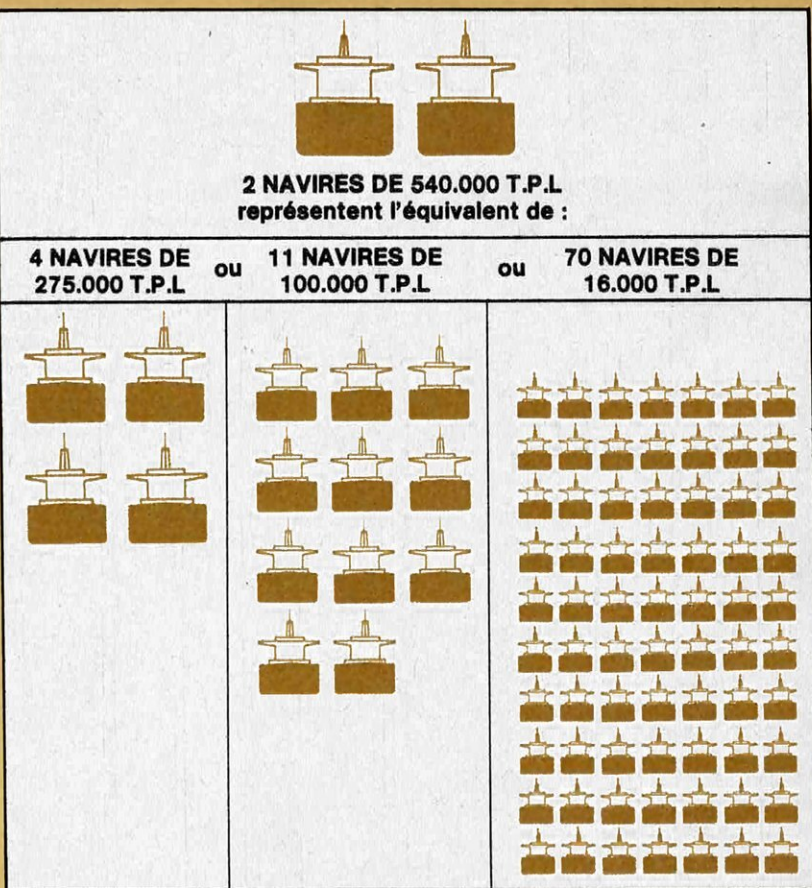 2 NAVIRES DE 540.000 T.P.L
représentent l'équivalent de :
4 NAVIRES DE
275.000 T.P.L
ou
11 NAVIRES DE
100.000 T.P.L
ou
70 NAVIRES DE
16.000 T.P.L